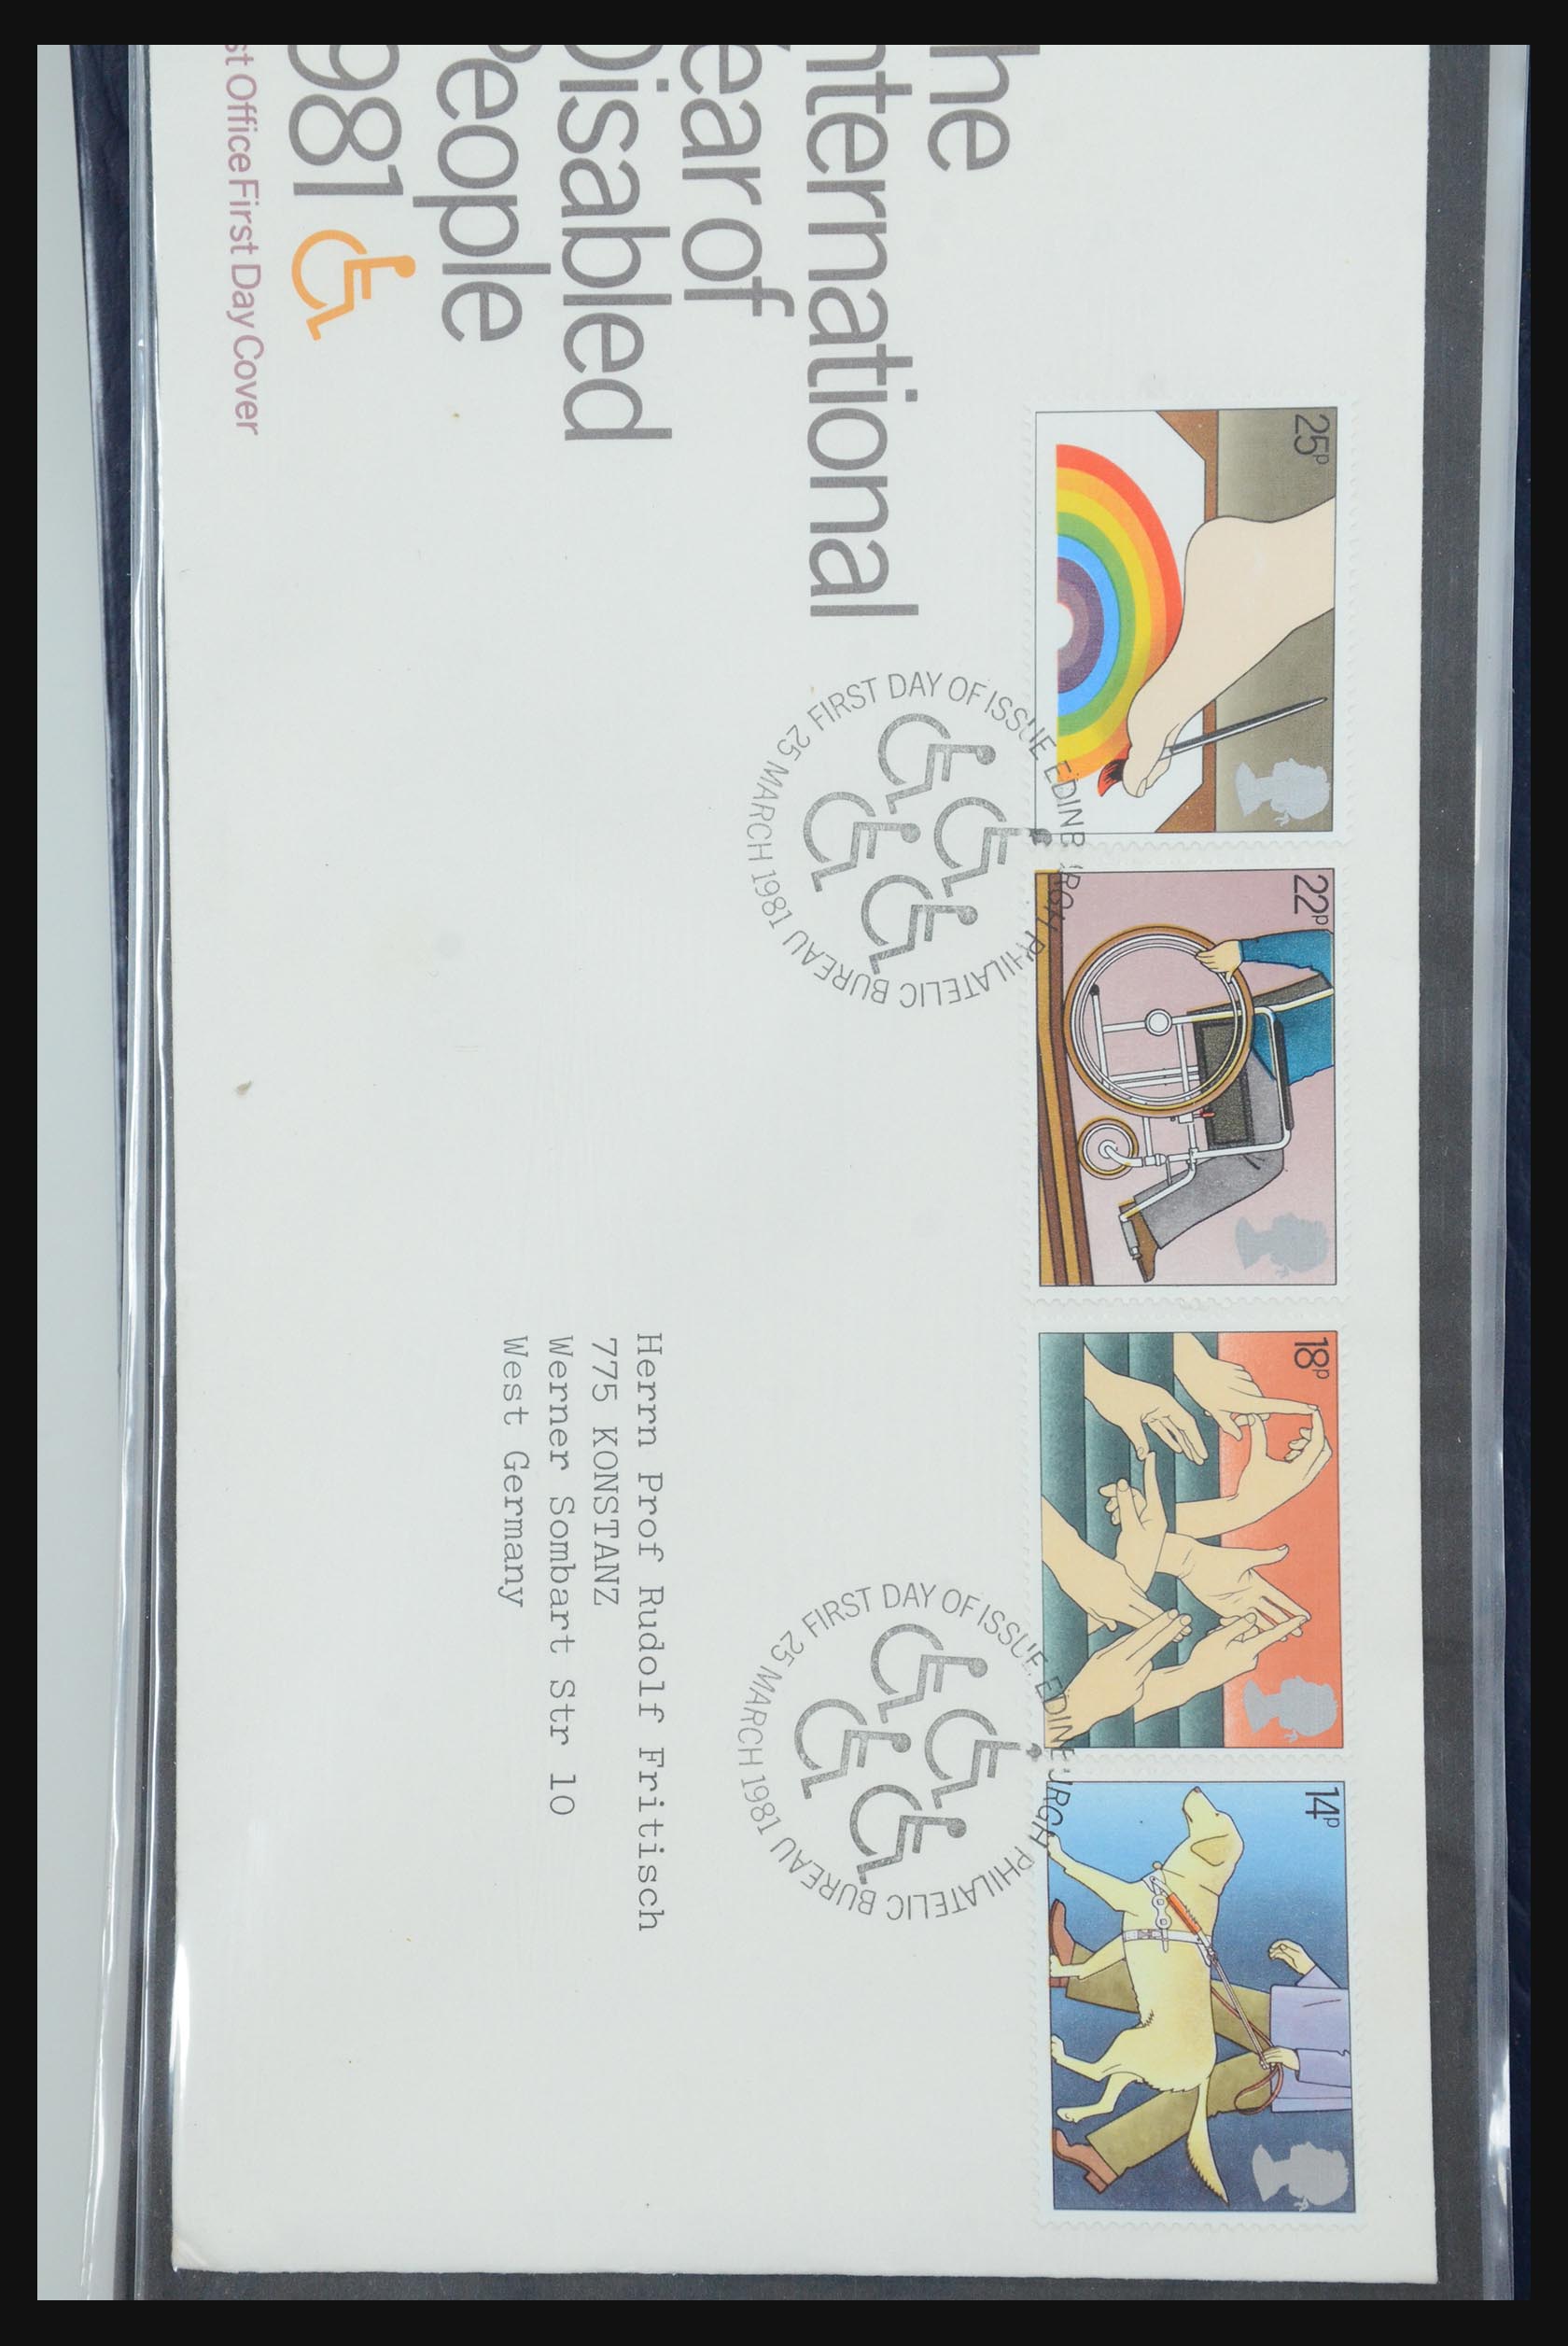 he
nternational
ear of
Disabled
People
981
st Office First Day Cover
25p
22p
18p
14p
FIRST DAY OF ISSUE EDINBURGH PHILATELIC BUREAU
25 MARCH 1981
FIRST DAY OF ISSUE EDINBURGH PHILATELIC BUREAU
25 MARCH 1981
Herrn Prof Rudolf Fritisch
775 KONSTANZ
Werner Sombart Str 10
West Germany